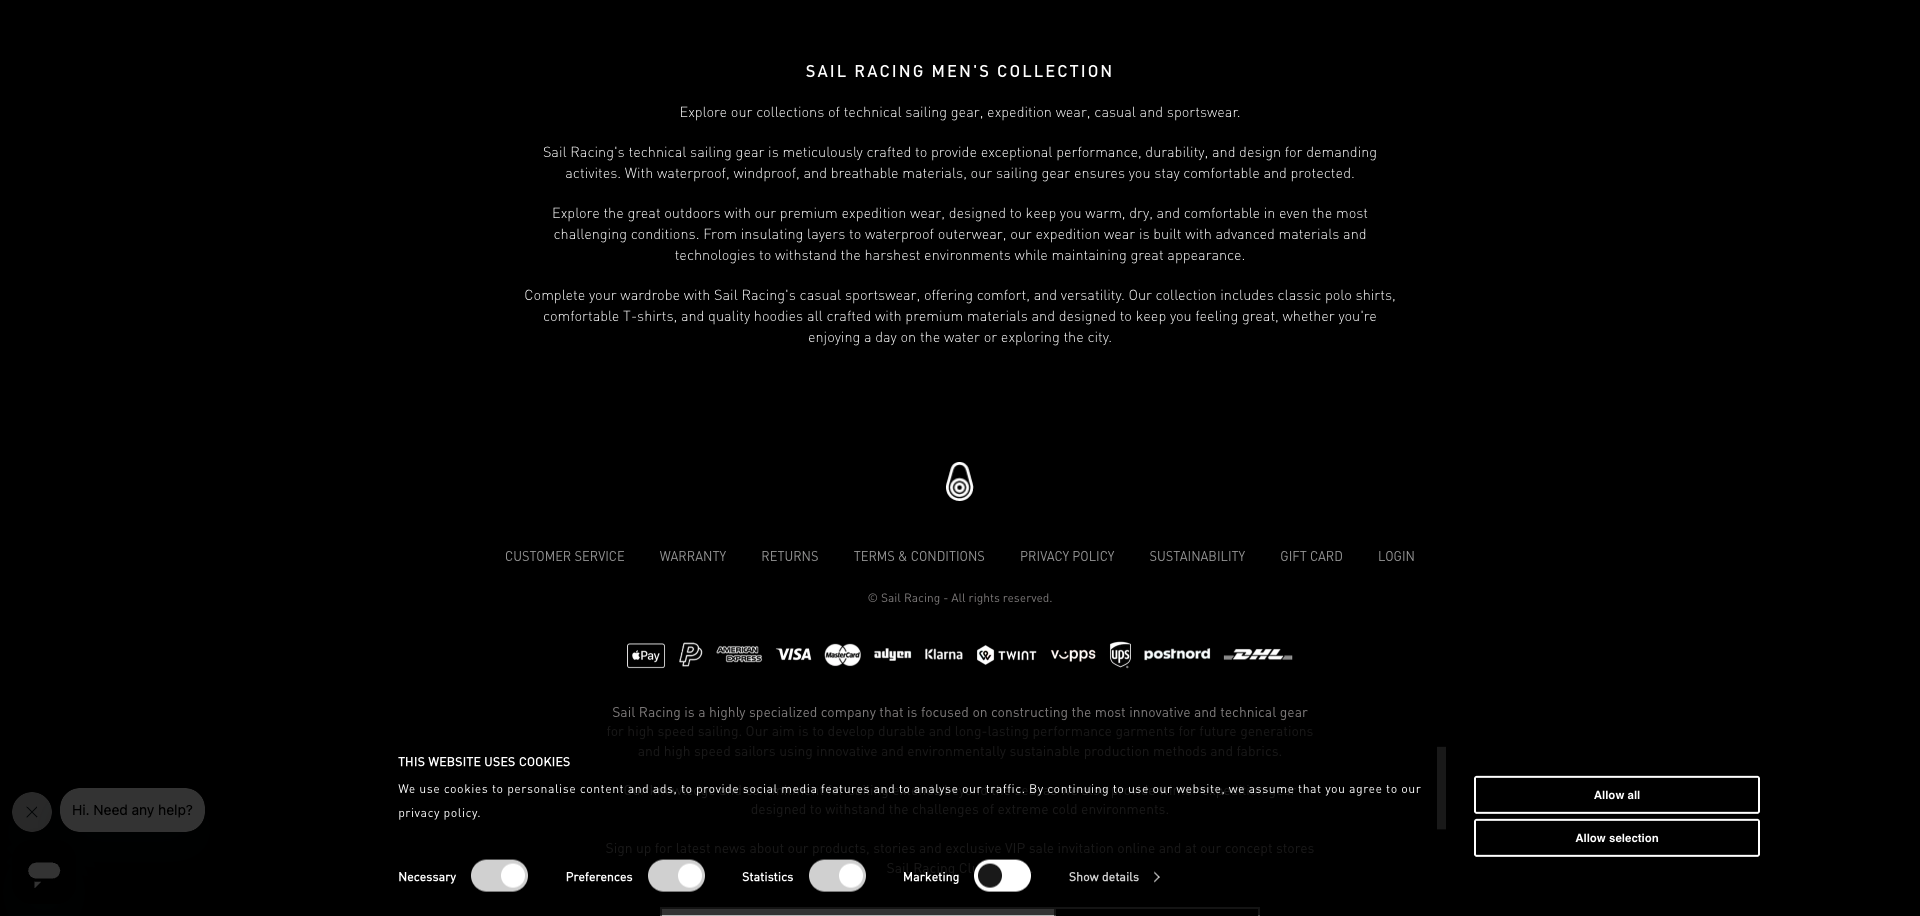 SAIL RACING MEN'S COLLECTION
Explore our collections of technical sailing gear, expedition wear, casual and sportswear.
Sail Racing's technical sailing gear is meticulously crafted to provide exceptional performance, durability, and design for demanding
activites. With waterproof, windproof, and breathable materials, our sailing gear ensures you stay comfortable and protected.
Explore the great outdoors with our premium expedition wear, designed to keep you warm, dry, and comfortable in even the most
challenging conditions. From insulating layers to waterproof outerwear, our expedition wear is built with advanced materials and
technologies to withstand the harshest environments while maintaining great appearance.
Complete your wardrobe with Sail Racing's casual sportswear, offering comfort, and versatility. Our collection includes classic polo shirts,
comfortable T-shirts, and quality hoodies all crafted with premium materials and designed to keep you feeling great, whether you're
enjoying a day on the water or exploring the city.
CUSTOMER SERVICE WARRANTY RETURNS TERMS & CONDITIONS PRIVACY POLICY SUSTAINABILITY GIFT CARD LOGIN
© Sail Racing - All rights reserved.
Pay AMERICAN EXPRESS VISA MasterCard adyen Klarna TWINT vipps ups postnord DHL
Sail Racing is a highly specialized company that is focused on constructing the most innovative and technical gear
for high speed sailing. Our aim is to develop durable and long-lasting performance garments for future generations
and high speed sailors using innovative and environmentally sustainable production methods and fabrics.
THIS WEBSITE USES COOKIES
We use cookies to personalise content and ads, to provide social media features and to analyse our traffic. By continuing to use our website, we assume that you agree to our
privacy policy.
designed to withstand the challenges of extreme cold environments.
Allow all
Allow selection
Hi. Need any help?
Sign up for latest news about our products, stories and exclusive VIP sale invitation online and at our concept stores
Sail Racing
Necessary Preferences Statistics Marketing Show details